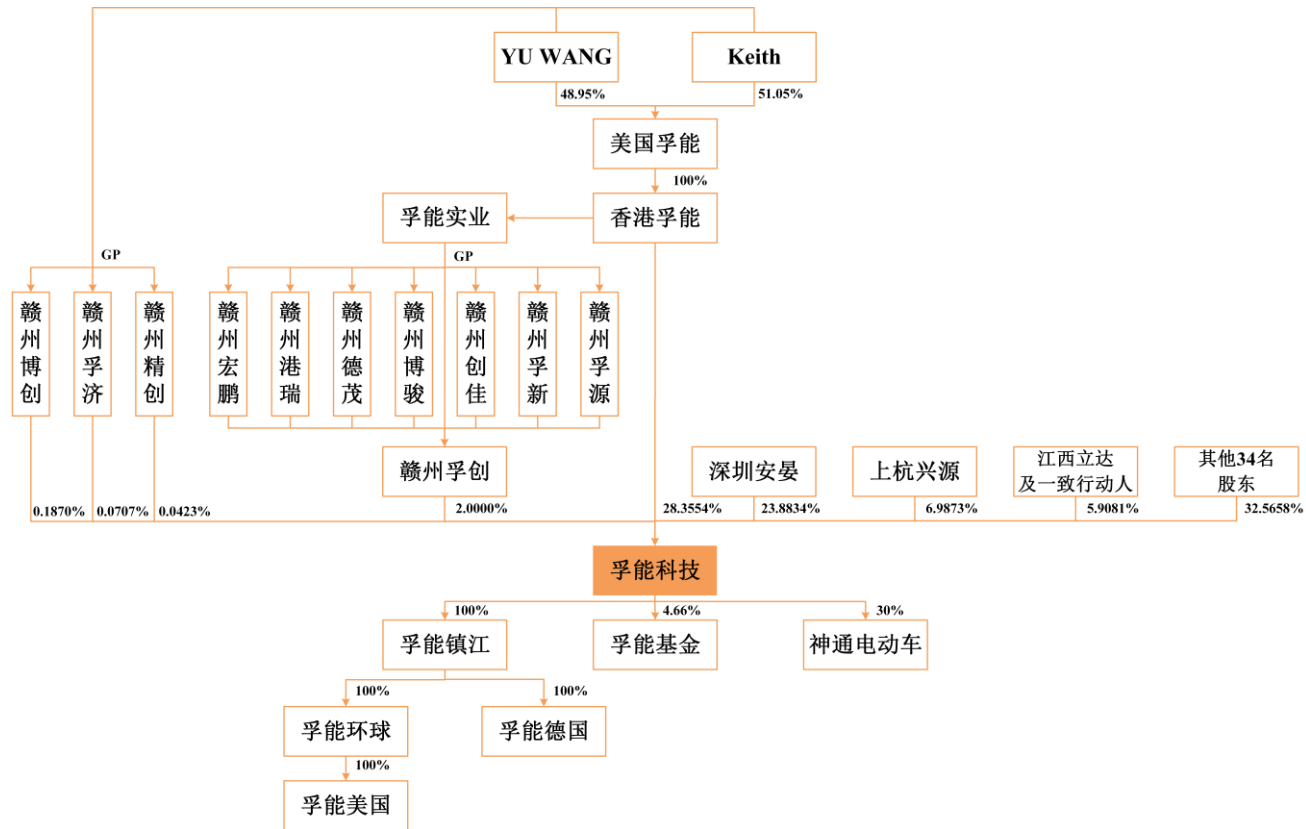 YU WANG
Keith
48.95%
51.05%
美国孚能
100%
孚能实业
香港孚能
GP
GP
赣州博创
赣州孚济
赣州精创
赣州宏鹏
赣州港瑞
赣州德茂
赣州博骏
赣州创佳
赣州孚新
赣州孚源
赣州孚创
深圳安晏
上杭兴源
江西立达
及一致行动人
其他34名
股东
0.1870%
0.0707%
0.0423%
2.0000%
28.3554%
23.8834%
6.9873%
5.9081%
32.5658%
孚能科技
100%
4.66%
30%
孚能镇江
孚能基金
神通电动车
100%
100%
孚能环球
孚能德国
100%
孚能美国